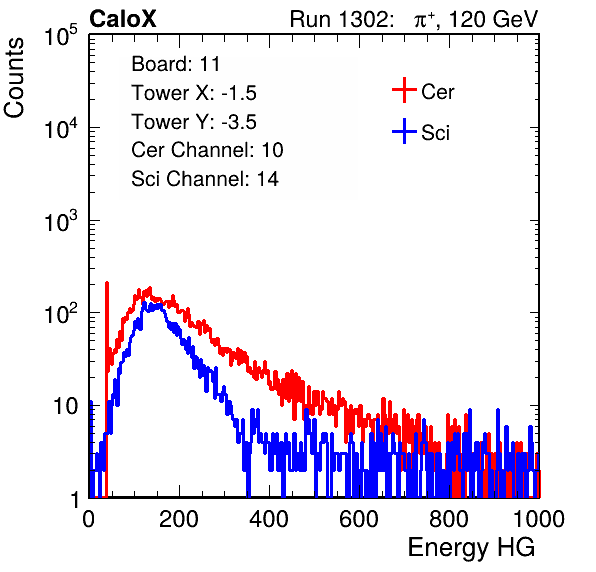 CaloX Run 1302: π⁺, 120 GeV
Board: 11
Tower X: -1.5
Tower Y: -3.5
Cer Channel: 10
Sci Channel: 14
Cer
Sci
Counts
10⁵
10⁴
10³
10²
10
1
0 200 400 600 800 1000
Energy HG